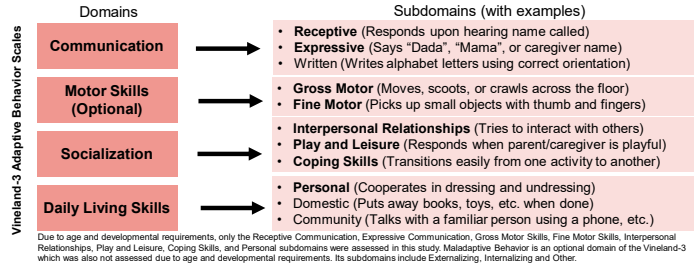 Domains
Subdomains (with examples)
Vineland-3 Adaptive Behavior Scales
Communication
• Receptive (Responds upon hearing name called)
• Expressive (Says “Dada”, “Mama”, or caregiver name)
• Written (Writes alphabet letters using correct orientation)
Motor Skills
(Optional)
• Gross Motor (Moves, scoots, or crawls across the floor)
• Fine Motor (Picks up small objects with thumb and fingers)
Socialization
• Interpersonal Relationships (Tries to interact with others)
• Play and Leisure (Responds when parent/caregiver is playful)
• Coping Skills (Transitions easily from one activity to another)
Daily Living Skills
• Personal (Cooperates in dressing and undressing)
• Domestic (Puts away books, toys, etc. when done)
• Community (Talks with a familiar person using a phone, etc.)
Due to age and developmental requirements, only the Receptive Communication, Expressive Communication, Gross Motor Skills, Fine Motor Skills, Interpersonal
Relationships, Play and Leisure, Coping Skills, and Personal subdomains were assessed in this study. Maladaptive Behavior is an optional domain of the Vineland-3
which was also not assessed due to age and developmental requirements. Its subdomains include Externalizing, Internalizing and Other.